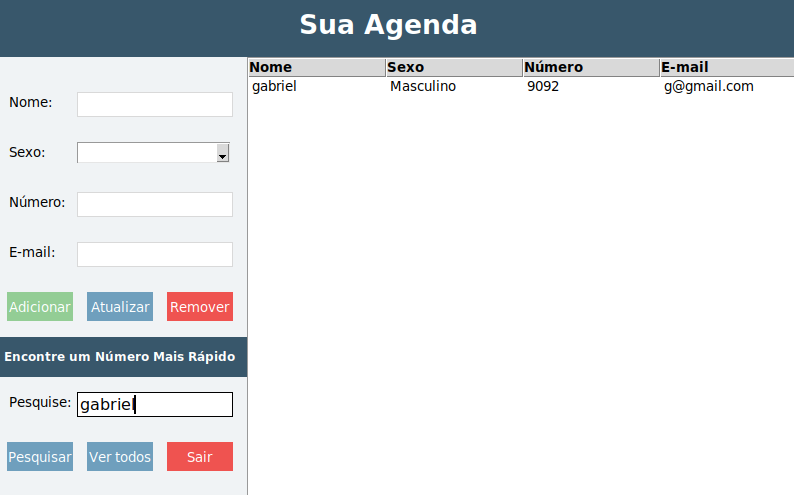 Sua Agenda
Nome Sexo Número E-mail
gabriel Masculino 9092 g@gmail.com
Nome:
Sexo:
Número:
E-mail:
Adicionar Atualizar Remover
Encontre um Número Mais Rápido
Pesquise: gabriel
Pesquisar Ver todos Sair